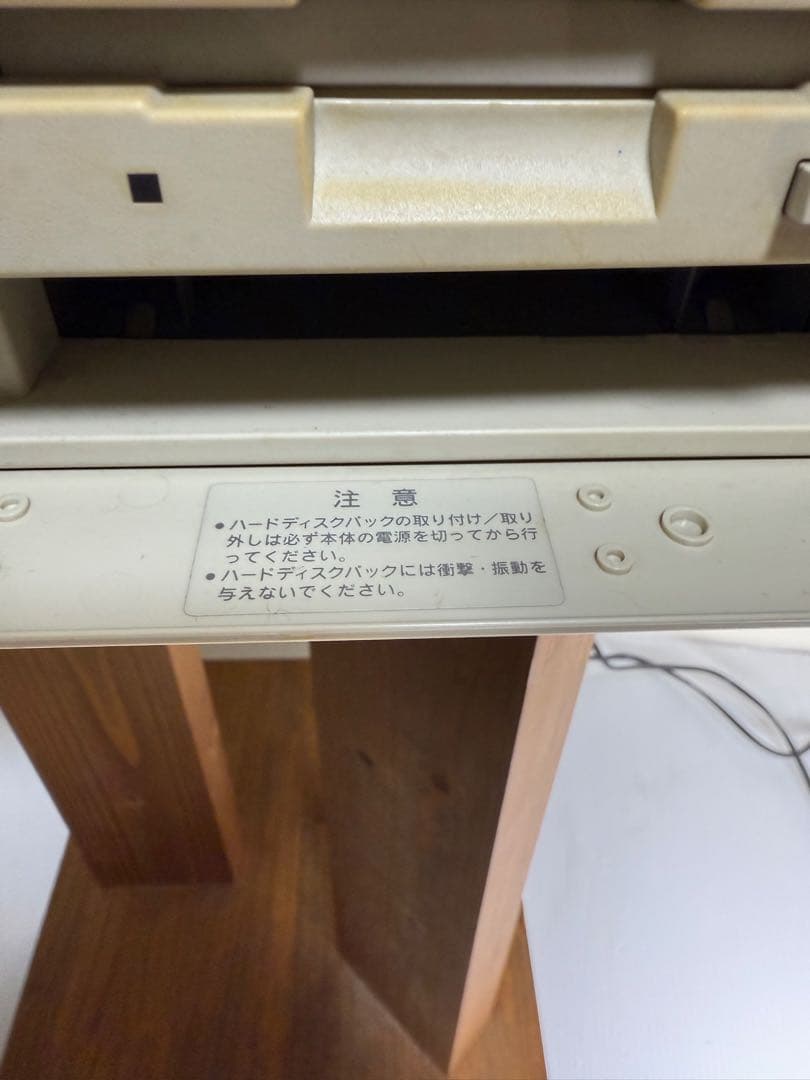 注 意
●ハードディスクパックの取り付け／取り
外しは必ず本体の電源を切ってから行
ってください。
●ハードディスクパックには衝撃・振動を
与えないでください。